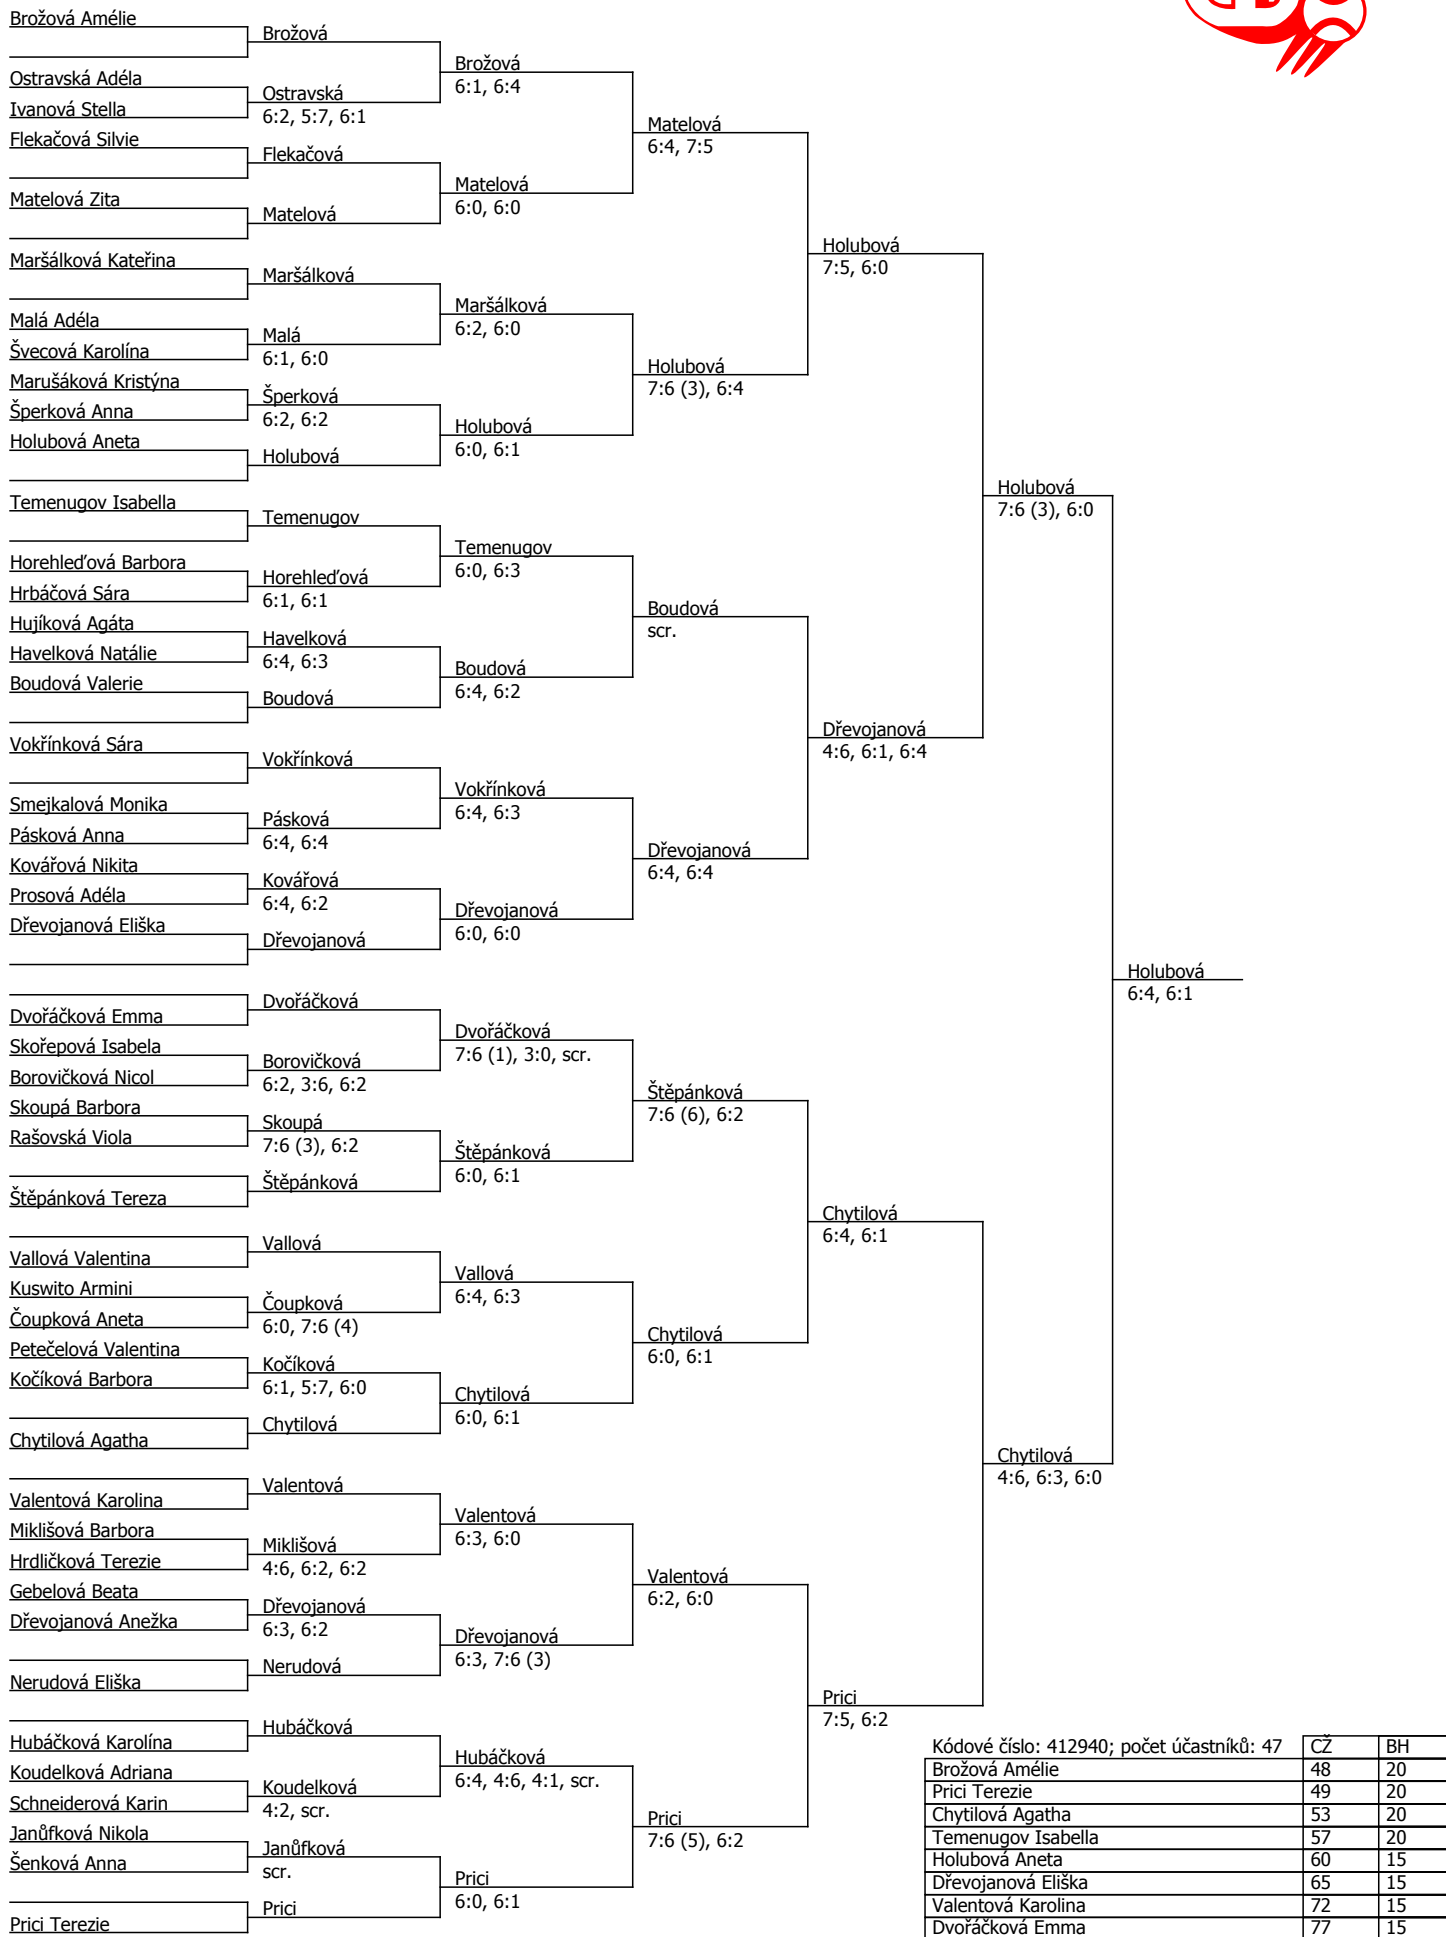 Brožová Amélie
Ostravská Adéla
Ivanová Stella
Flekačová Silvie
Matelová Zita
Maršálková Kateřina
Malá Adéla
Švecová Karolína
Marušáková Kristýna
Šperková Anna
Holubová Aneta
Temenugov Isabella
Horehleďová Barbora
Hrbáčová Sára
Hujíková Agáta
Havelková Natálie
Boudová Valerie
Vokřínková Sára
Smejkalová Monika
Pásková Anna
Kovářová Nikita
Prosová Adéla
Dřevojanová Eliška
Dvořáčková Emma
Skořepová Isabela
Borovičková Nicol
Skoupá Barbora
Rašovská Viola
Štěpánková Tereza
Vallová Valentina
Kuswito Armini
Čoupková Aneta
Petečelová Valentina
Kočíková Barbora
Chytilová Agatha
Valentová Karolina
Miklišová Barbora
Hrdličková Terezie
Gebelová Beata
Dřevojanová Anežka
Nerudová Eliška
Hubáčková Karolína
Koudelková Adriana
Schneiderová Karin
Janůfková Nikola
Šenková Anna
Prici Terezie
Brožová
Ostravská
6:2, 5:7, 6:1
Flekačová
Matelová
Maršálková
Malá
6:1, 6:0
Šperková
6:2, 6:2
Holubová
Temenugov
Horehleďová
6:1, 6:1
Havelková
6:4, 6:3
Boudová
Vokřínková
Pásková
6:4, 6:4
Kovářová
6:4, 6:2
Dřevojanová
Dvořáčková
Borovičková
6:2, 3:6, 6:2
Skoupá
7:6 (3), 6:2
Štěpánková
Vallová
Čoupková
6:0, 7:6 (4)
Kočíková
6:1, 5:7, 6:0
Chytilová
Valentová
Miklišová
4:6, 6:2, 6:2
Dřevojanová
6:3, 6:2
Nerudová
Hubáčková
Koudelková
4:2, scr.
Janůfková
scr.
Prici
Brožová
6:1, 6:4
Matelová
6:0, 6:0
Maršálková
6:2, 6:0
Holubová
6:0, 6:1
Temenugov
6:0, 6:3
Boudová
6:4, 6:2
Vokřínková
6:4, 6:3
Dřevojanová
6:0, 6:0
Dvořáčková
7:6 (1), 3:0, scr.
Štěpánková
6:0, 6:1
Vallová
6:4, 6:3
Chytilová
6:0, 6:1
Valentová
6:3, 6:0
Dřevojanová
6:3, 7:6 (3)
Hubáčková
6:4, 4:6, 4:1, scr.
Prici
6:0, 6:1
Matelová
6:4, 7:5
Holubová
7:6 (3), 6:4
Boudová
scr.
Dřevojanová
6:4, 6:4
Štěpánková
7:6 (6), 6:2
Chytilová
6:0, 6:1
Valentová
6:2, 6:0
Prici
7:6 (5), 6:2
Holubová
7:5, 6:0
Dřevojanová
4:6, 6:1, 6:4
Chytilová
6:4, 6:1
Prici
7:5, 6:2
Holubová
7:6 (3), 6:0
Chytilová
4:6, 6:3, 6:0
Holubová
6:4, 6:1
Kódové číslo: 412940; počet účastníků: 47 CŽ BH
Brožová Amélie 48 20
Prici Terezie 49 20
Chytilová Agatha 53 20
Temenugov Isabella 57 20
Holubová Aneta 60 15
Dřevojanová Eliška 65 15
Valentová Karolina 72 15
Dvořáčková Emma 77 15